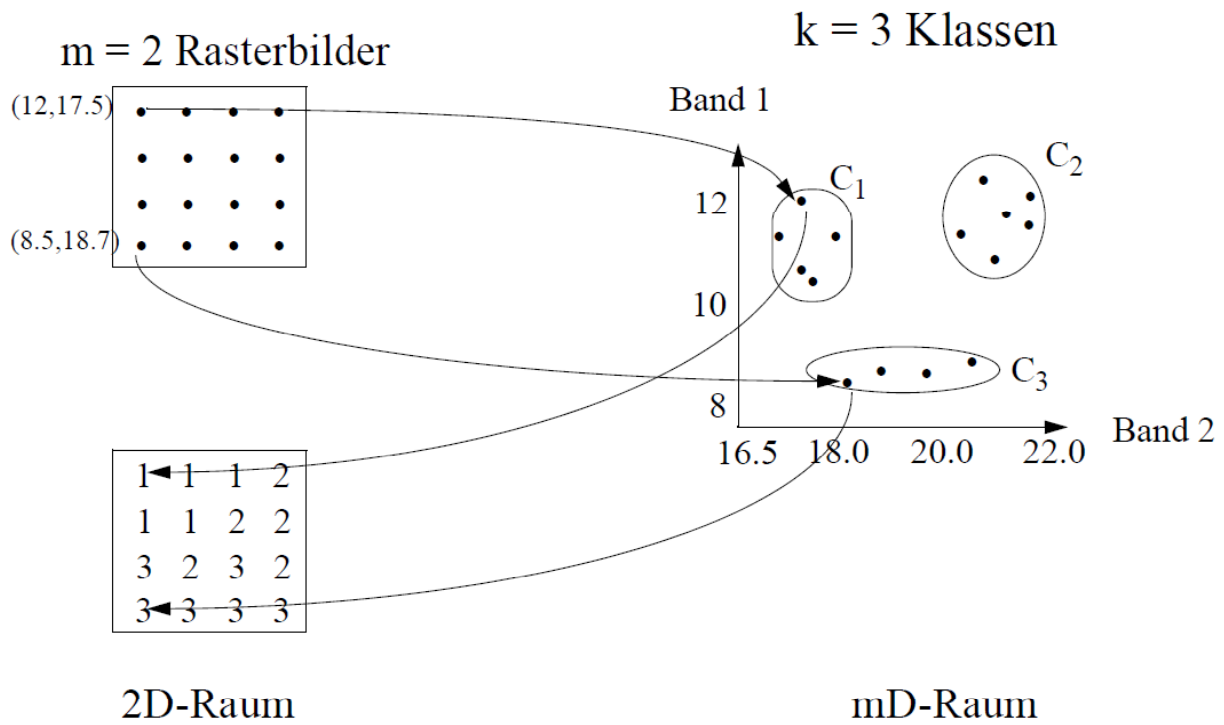 m = 2 Rasterbilder
k = 3 Klassen
(12,17.5)
(8.5,18.7)
Band 1
C1
C2
12
10
C3
8
16.5 18.0 20.0 22.0
Band 2
1 1 1 2
1 1 2 2
3 2 3 2
3 3 3 3
2D-Raum
mD-Raum